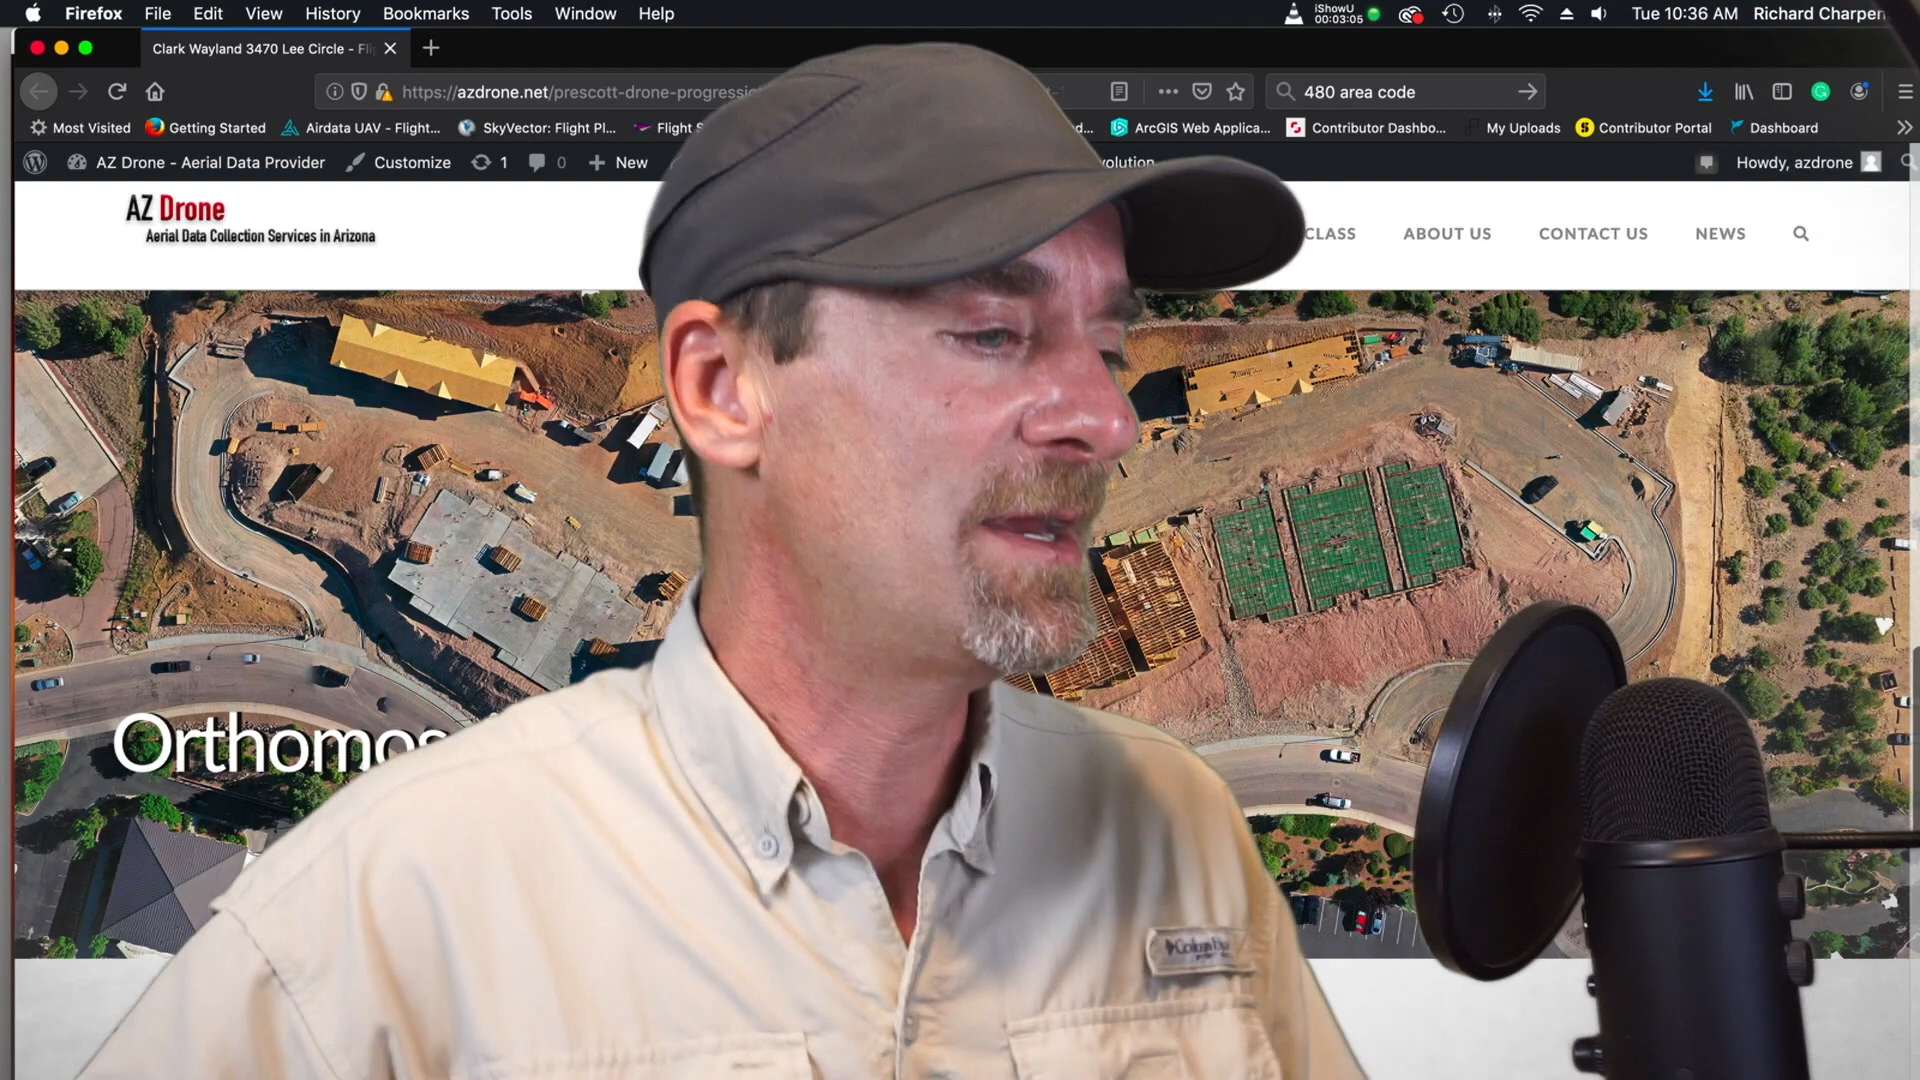 Firefox File Edit View History Bookmarks Tools Window Help iShowU 00:03:05 Tue 10:36 AM Richard Charpen
Clark Wayland 3470 Lee Circle - Fli
https://azdrone.net/prescott-drone-progressi 480 area code
Most Visited Getting Started Airdata UAV - Flight... SkyVector: Flight Pl... Flight S d... ArcGIS Web Applica... Contributor Dashbo... My Uploads Contributor Portal Dashboard
AZ Drone - Aerial Data Provider Customize 1 0 New volution Howdy, azdrone
AZ Drone
Aerial Data Collection Services in Arizona
CLASS ABOUT US CONTACT US NEWS
Orthomos
Columbia